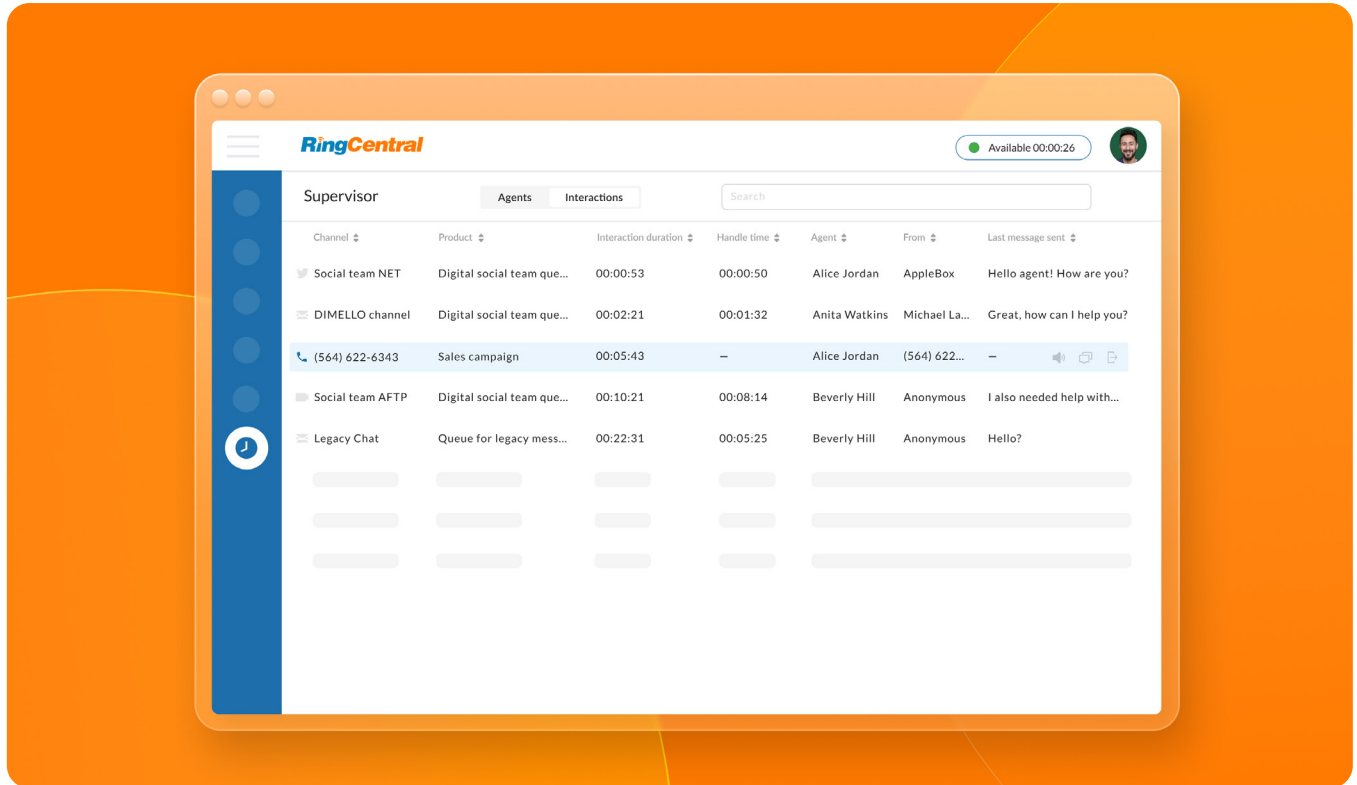 RingCentral
Available 00:00:26
Supervisor Agents Interactions Search
Channel Product Interaction duration Handle time Agent From Last message sent
Social team NET Digital social team que... 00:00:53 00:00:50 Alice Jordan AppleBox Hello agent! How are you?
DIMELLO channel Digital social team que... 00:02:21 00:01:32 Anita Watkins Michael La... Great, how can I help you?
(564) 622-6343 Sales campaign 00:05:43 – Alice Jordan (564) 622... –
Social team AFTP Digital social team que... 00:10:21 00:08:14 Beverly Hill Anonymous I also needed help with...
Legacy Chat Queue for legacy mess... 00:22:31 00:05:25 Beverly Hill Anonymous Hello?